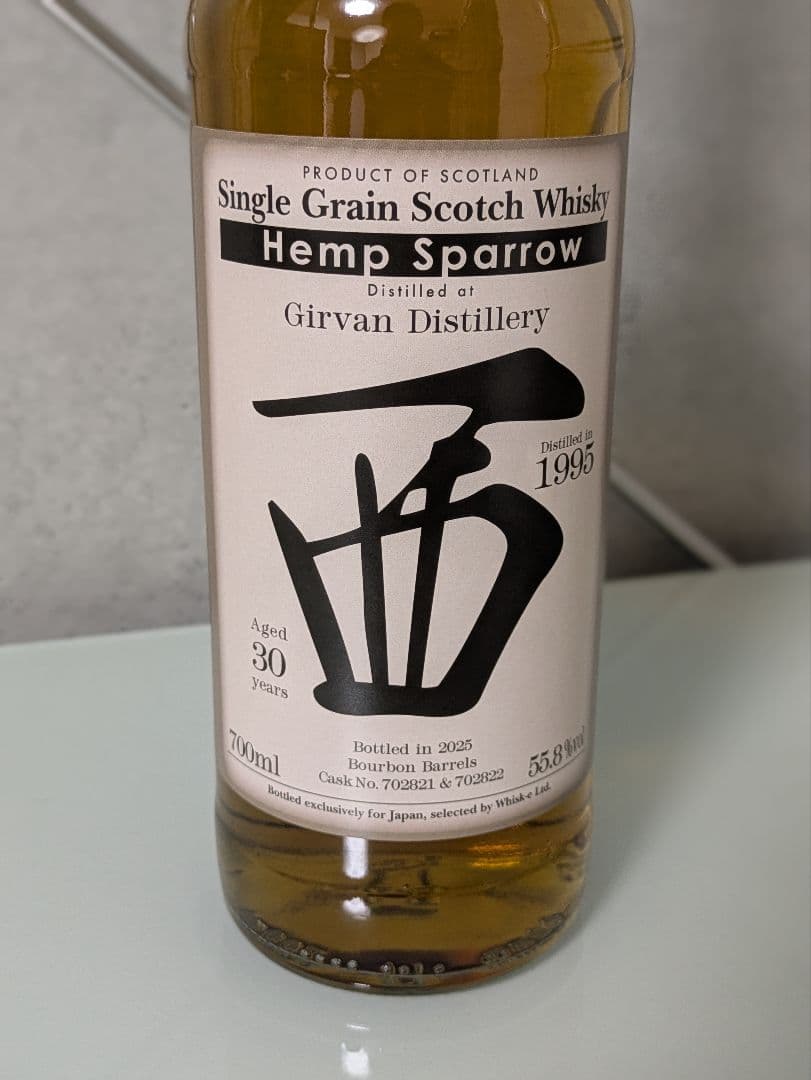 PRODUCT OF SCOTLAND
Single Grain Scotch Whisky
Hemp Sparrow
Distilled at
Girvan Distillery
Distilled in
1995
Aged
30
years
700ml
Bottled in 2025
Bourbon Barrels
Cask No. 702821 & 702822
55.8%vol
Bottled exclusively for Japan, selected by Whisk-e Ltd.